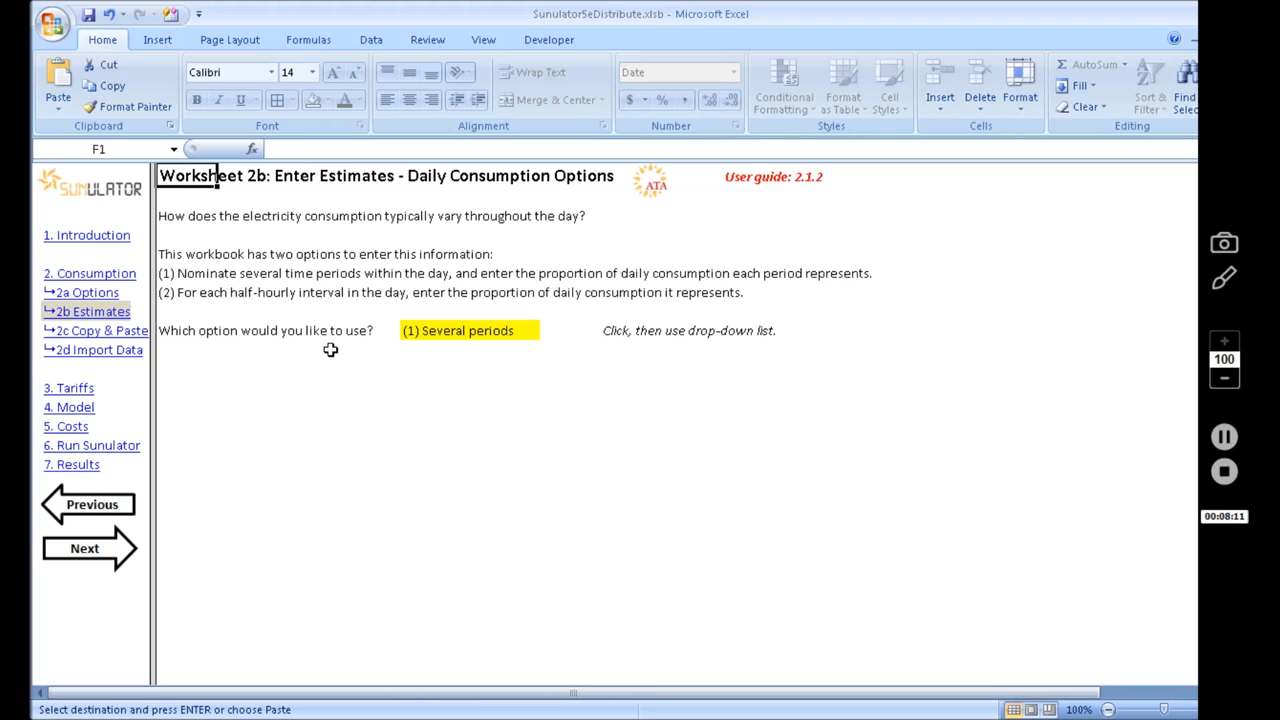 Sunulator5eDistribute.xlsb - Microsoft Excel
Home Insert Page Layout Formulas Data Review View Developer
Paste
Cut
Copy
Format Painter
Clipboard
Calibri 14
B I U
Font
Wrap Text
Merge & Center
Alignment
Date
$ % ,
Number
Conditional Formatting
Format as Table
Cell Styles
Styles
Insert Delete Format
Cells
AutoSum
Fill
Clear
Sort & Filter
Find Selec
Editing
F1
fx
SUNULATOR
1. Introduction
2. Consumption
2a Options
2b Estimates
2c Copy & Paste
2d Import Data
3. Tariffs
4. Model
5. Costs
6. Run Sunulator
7. Results
Previous
Next
Worksheet 2b: Enter Estimates - Daily Consumption Options
ATA
User guide: 2.1.2
How does the electricity consumption typically vary throughout the day?
This workbook has two options to enter this information:
(1) Nominate several time periods within the day, and enter the proportion of daily consumption each period represents.
(2) For each half-hourly interval in the day, enter the proportion of daily consumption it represents.
Which option would you like to use? (1) Several periods Click, then use drop-down list.
100
00:08:11
Select destination and press ENTER or choose Paste
100%